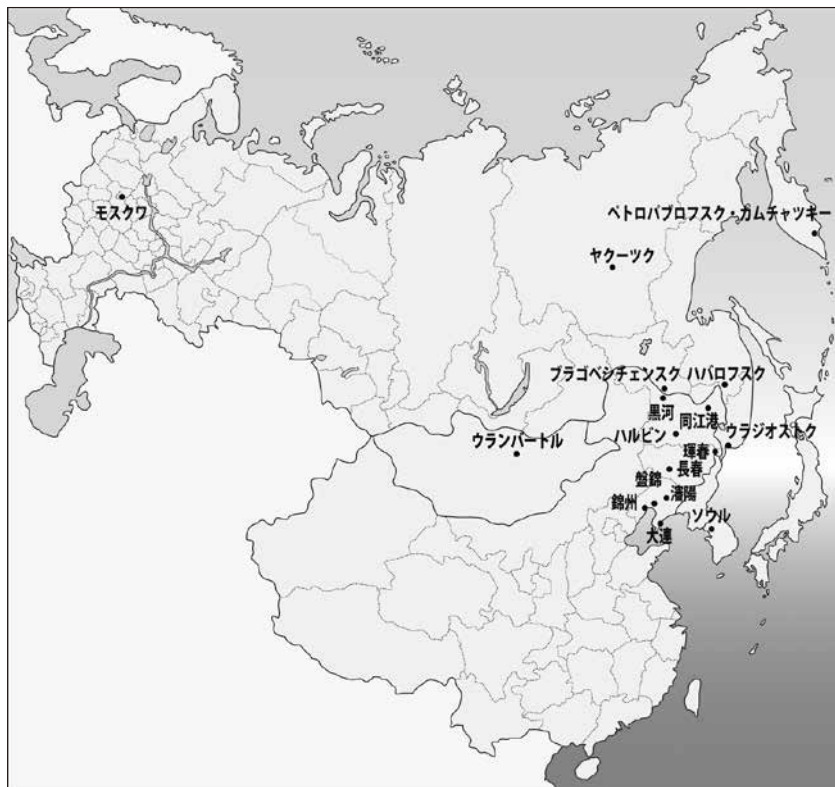 モスクワ
ペトロパブロフスク・カムチャツキー
ヤクーツク
ブラゴベシチェンスク
ハバロフスク
黒河
同江港
ハルビン
ウラジオストク
ウランバートル
琿春
長春
盤錦
瀋陽
錦州
ソウル
大連